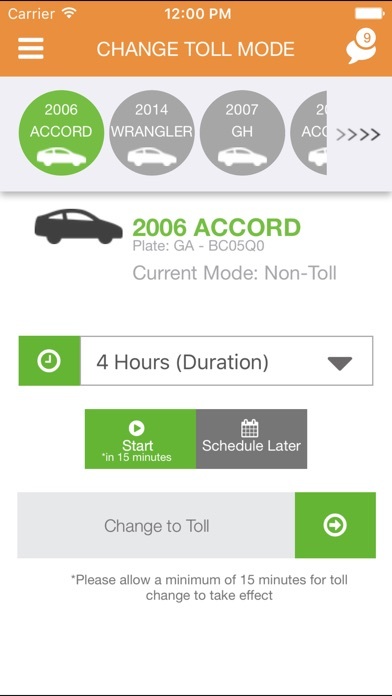 Carrier 12:00 PM
CHANGE TOLL MODE
9
2006
ACCORD
2014
WRANGLER
2007
GH
20
ACC
>>>>
2006 ACCORD
Plate: GA - BC05Q0
Current Mode: Non-Toll
4 Hours (Duration)
Start
*in 15 minutes
Schedule Later
Change to Toll
*Please allow a minimum of 15 minutes for toll
change to take effect